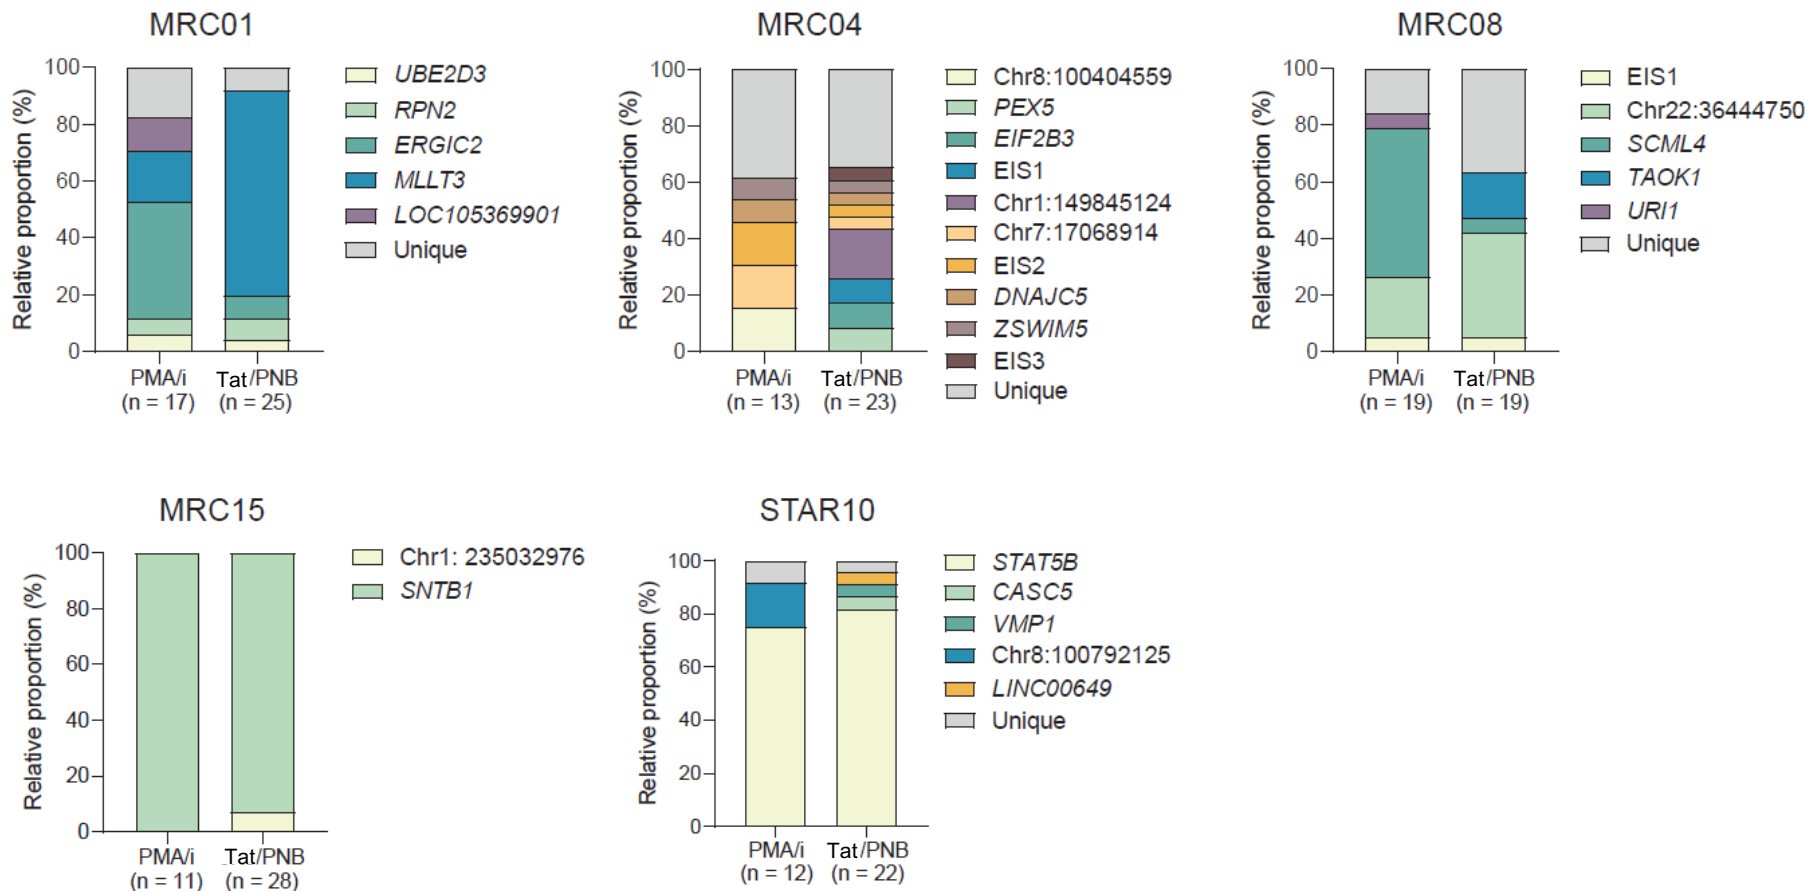 MRC01
Relative proportion (%)
100
80
60
40
20
0
PMA/i
(n = 17)
Tat/PNB
(n = 25)
UBE2D3
RPN2
ERGIC2
MLLT3
LOC105369901
Unique
MRC04
Relative proportion (%)
100
80
60
40
20
0
PMA/i
(n = 13)
Tat/PNB
(n = 23)
Chr8:100404559
PEX5
EIF2B3
EIS1
Chr1:149845124
Chr7:17068914
EIS2
DNAJC5
ZSWIM5
EIS3
Unique
MRC08
Relative proportion (%)
100
80
60
40
20
0
PMA/i
(n = 19)
Tat/PNB
(n = 19)
EIS1
Chr22:36444750
SCML4
TAOK1
URI1
Unique
MRC15
Relative proportion (%)
100
80
60
40
20
0
PMA/i
(n = 11)
Tat/PNB
(n = 28)
Chr1: 235032976
SNTB1
STAR10
Relative proportion (%)
100
80
60
40
20
0
PMA/i
(n = 12)
Tat/PNB
(n = 22)
STAT5B
CASC5
VMP1
Chr8:100792125
LINC00649
Unique